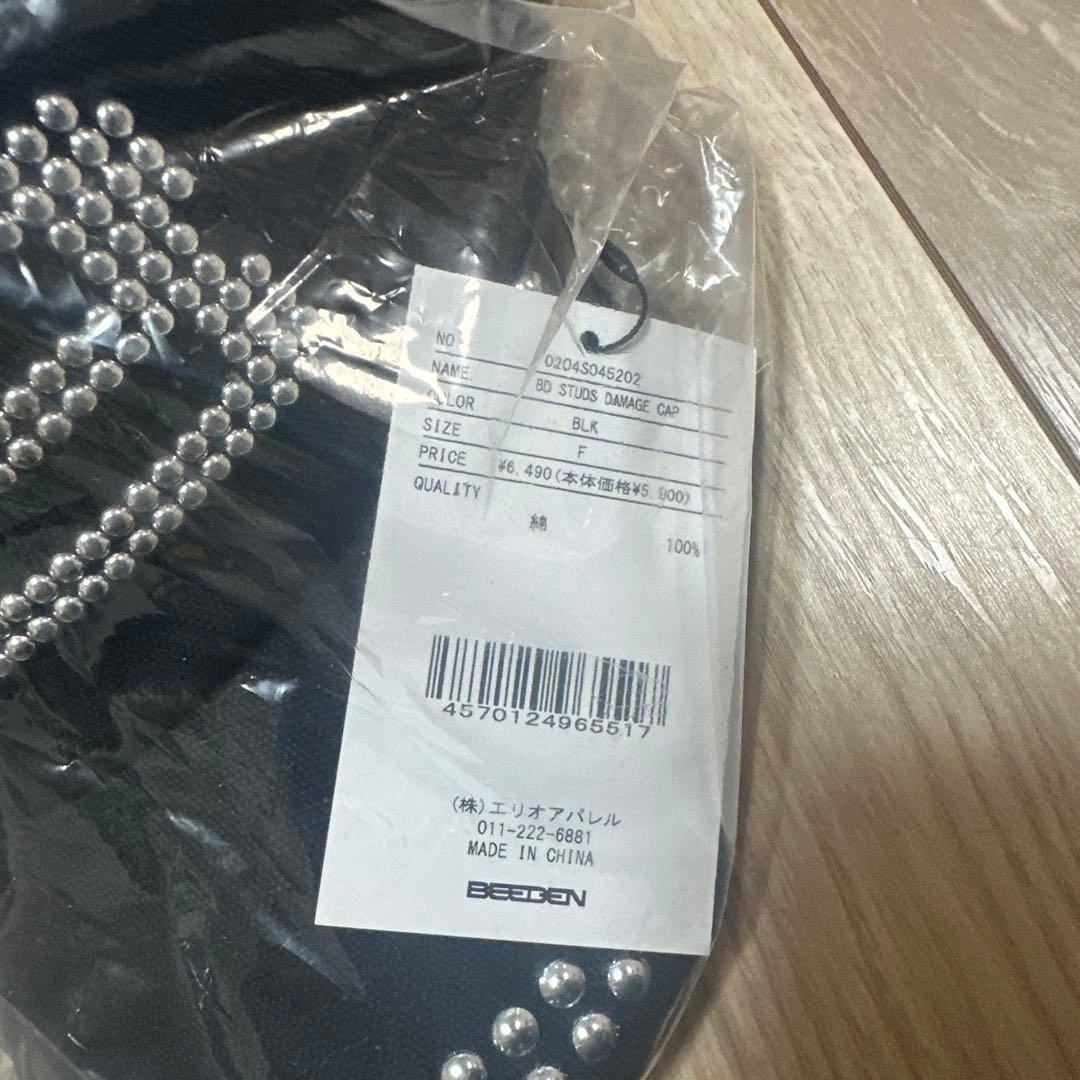 NO 0204S045202
NAME BD STUDS DAMAGE CAP
COLOR BLK
SIZE F
PRICE ¥6,490(本体価格¥5,900)
QUALITY
綿 100%
4570124965517
(株)エリオアパレル
011-222-6881
MADE IN CHINA
BEEDEN